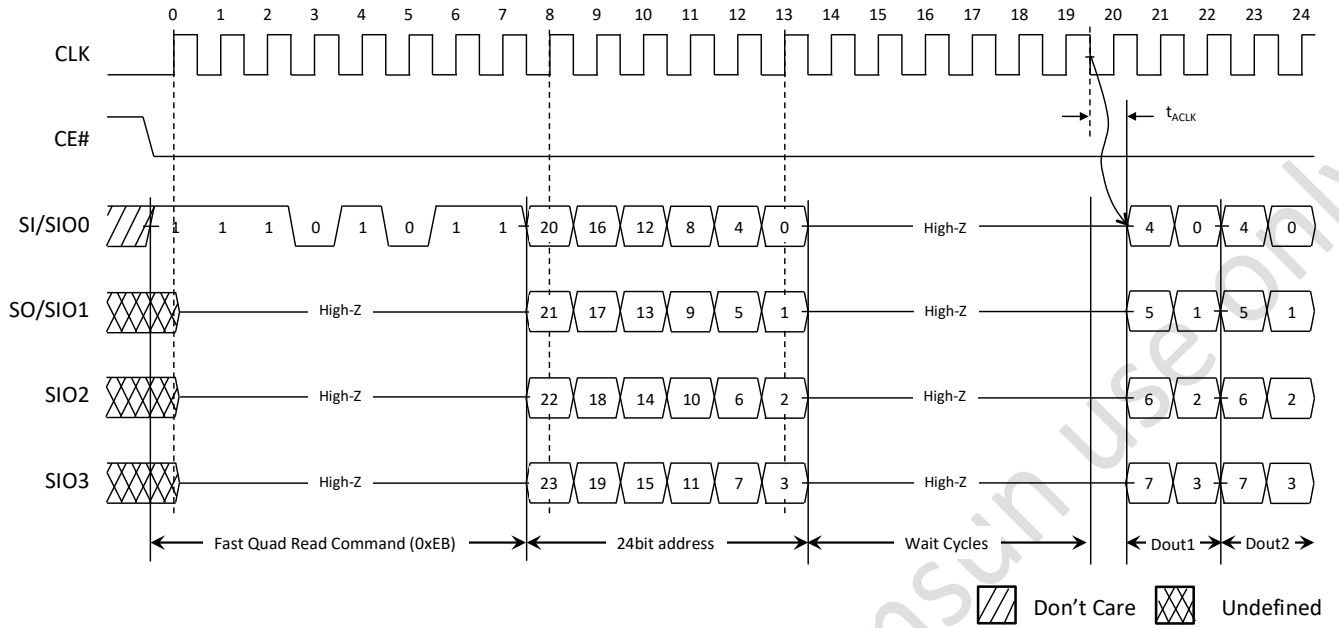 0 1 2 3 4 5 6 7 8 9 10 11 12 13 14 15 16 17 18 19 20 21 22 23 24
CLK
tACLK
CE#
SI/SIO0 1 1 1 0 1 0 1 1 20 16 12 8 4 0 High-Z 4 0 4 0
SO/SIO1 High-Z 21 17 13 9 5 1 High-Z 5 1 5 1
SIO2 High-Z 22 18 14 10 6 2 High-Z 6 2 6 2
SIO3 High-Z 23 19 15 11 7 3 High-Z 7 3 7 3
Fast Quad Read Command (0xEB) 24bit address Wait Cycles Dout1 Dout2
Don't Care Undefined
use only